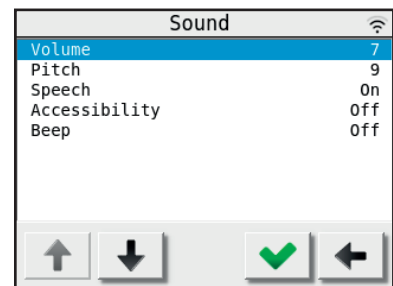 Sound
Volume 7
Pitch 9
Speech On
Accessibility Off
Beep Off